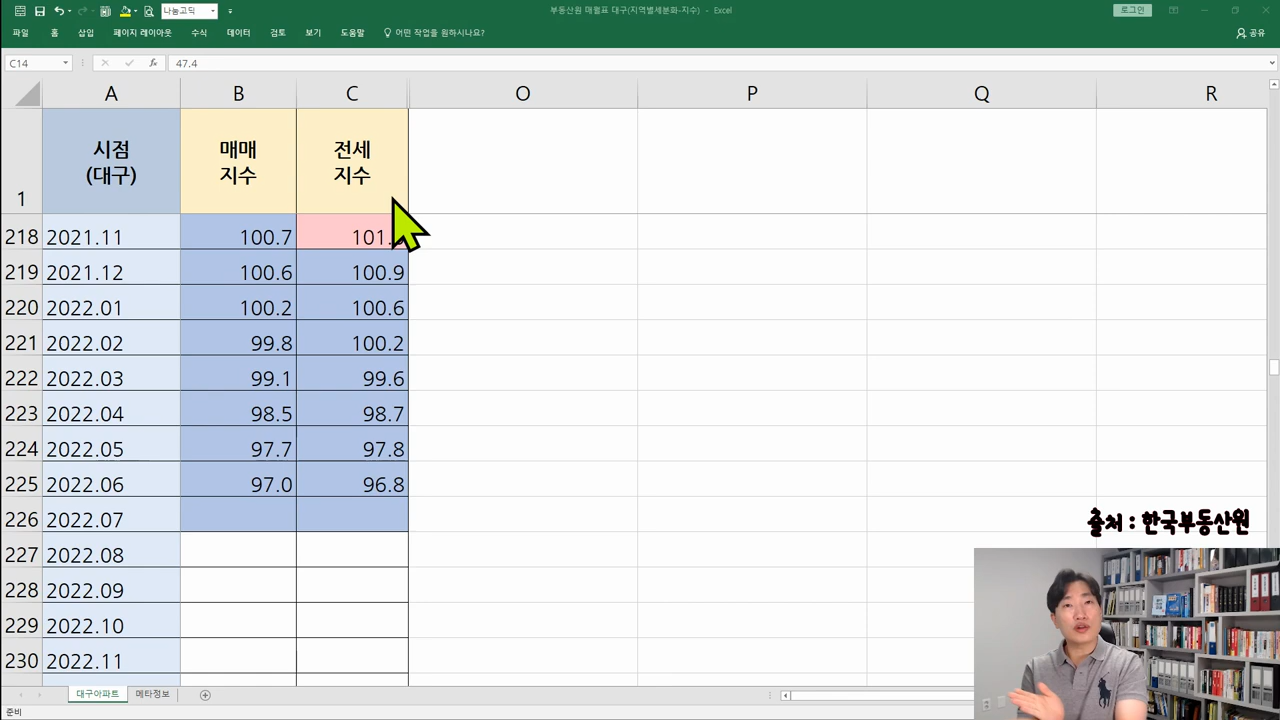 나눔고딕
부동산원 매펄표 대구(지역별세분화-지수) - Excel
로그인
파일 홈 삽입 페이지 레이아웃 수식 데이터 검토 보기 도움말 어떤 작업을 원하시나요? 공유
C14 fx 47.4
A B C O P Q R
1 시점 매매 전세
(대구) 지수 지수
218 2021.11 100.7 101.
219 2021.12 100.6 100.9
220 2022.01 100.2 100.6
221 2022.02 99.8 100.2
222 2022.03 99.1 99.6
223 2022.04 98.5 98.7
224 2022.05 97.7 97.8
225 2022.06 97.0 96.8
226 2022.07
227 2022.08
228 2022.09
229 2022.10
230 2022.11
출처 : 한국부동산원
대구아파트 메타정보
준비